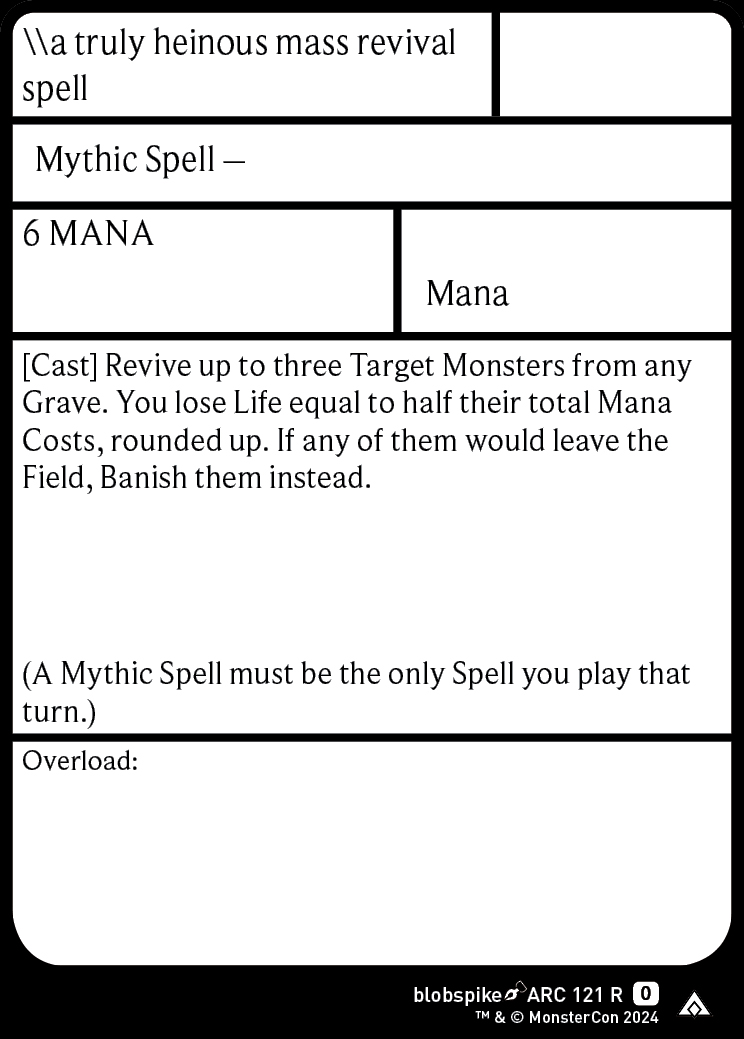 \\a truly heinous mass revival
spell
Mythic Spell –
6 MANA
Mana
[Cast] Revive up to three Target Monsters from any
Grave. You lose Life equal to half their total Mana
Costs, rounded up. If any of them would leave the
Field, Banish them instead.
(A Mythic Spell must be the only Spell you play that
turn.)
Overload:
blobspike ARC 121 R 0
™ & © MonsterCon 2024